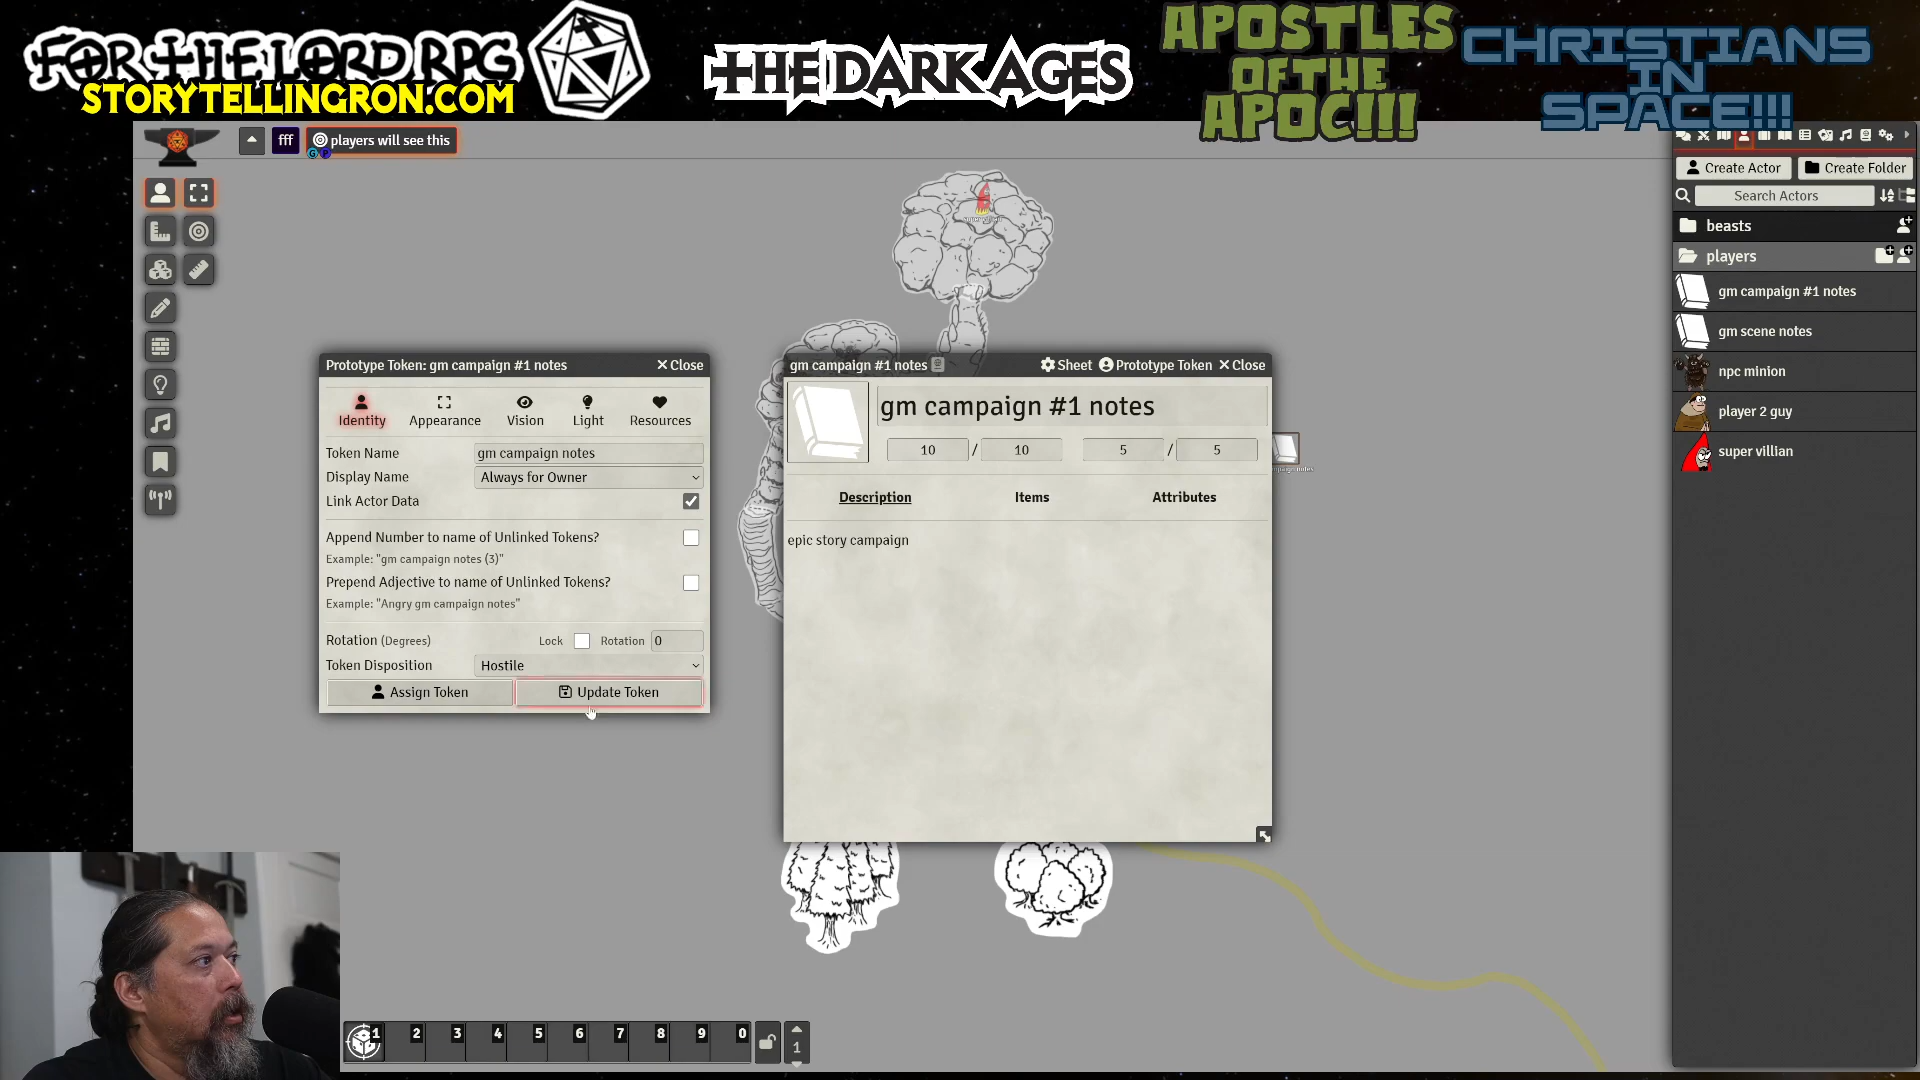 FOR THE LORD RPG
STORYTELLINGRON.COM
THE DARK AGES
APOSTLES
OF THE
APOC!!!
CHRISTIANS
IN
SPACE!!!
fff
players will see this
G P
Create Actor
Create Folder
Search Actors
beasts
players
gm campaign #1 notes
gm scene notes
npc minion
player 2 guy
super villian
Prototype Token: gm campaign #1 notes
Close
Identity
Appearance
Vision
Light
Resources
Token Name
gm campaign notes
Display Name
Always for Owner
Link Actor Data
Append Number to name of Unlinked Tokens?
Example: "gm campaign notes (3)"
Prepend Adjective to name of Unlinked Tokens?
Example: "Angry gm campaign notes"
Rotation (Degrees)
Lock
Rotation
0
Token Disposition
Hostile
Assign Token
Update Token
gm campaign #1 notes
Sheet
Prototype Token
Close
gm campaign #1 notes
10 / 10
5 / 5
Description
Items
Attributes
epic story campaign
1 2 3 4 5 6 7 8 9 0
1